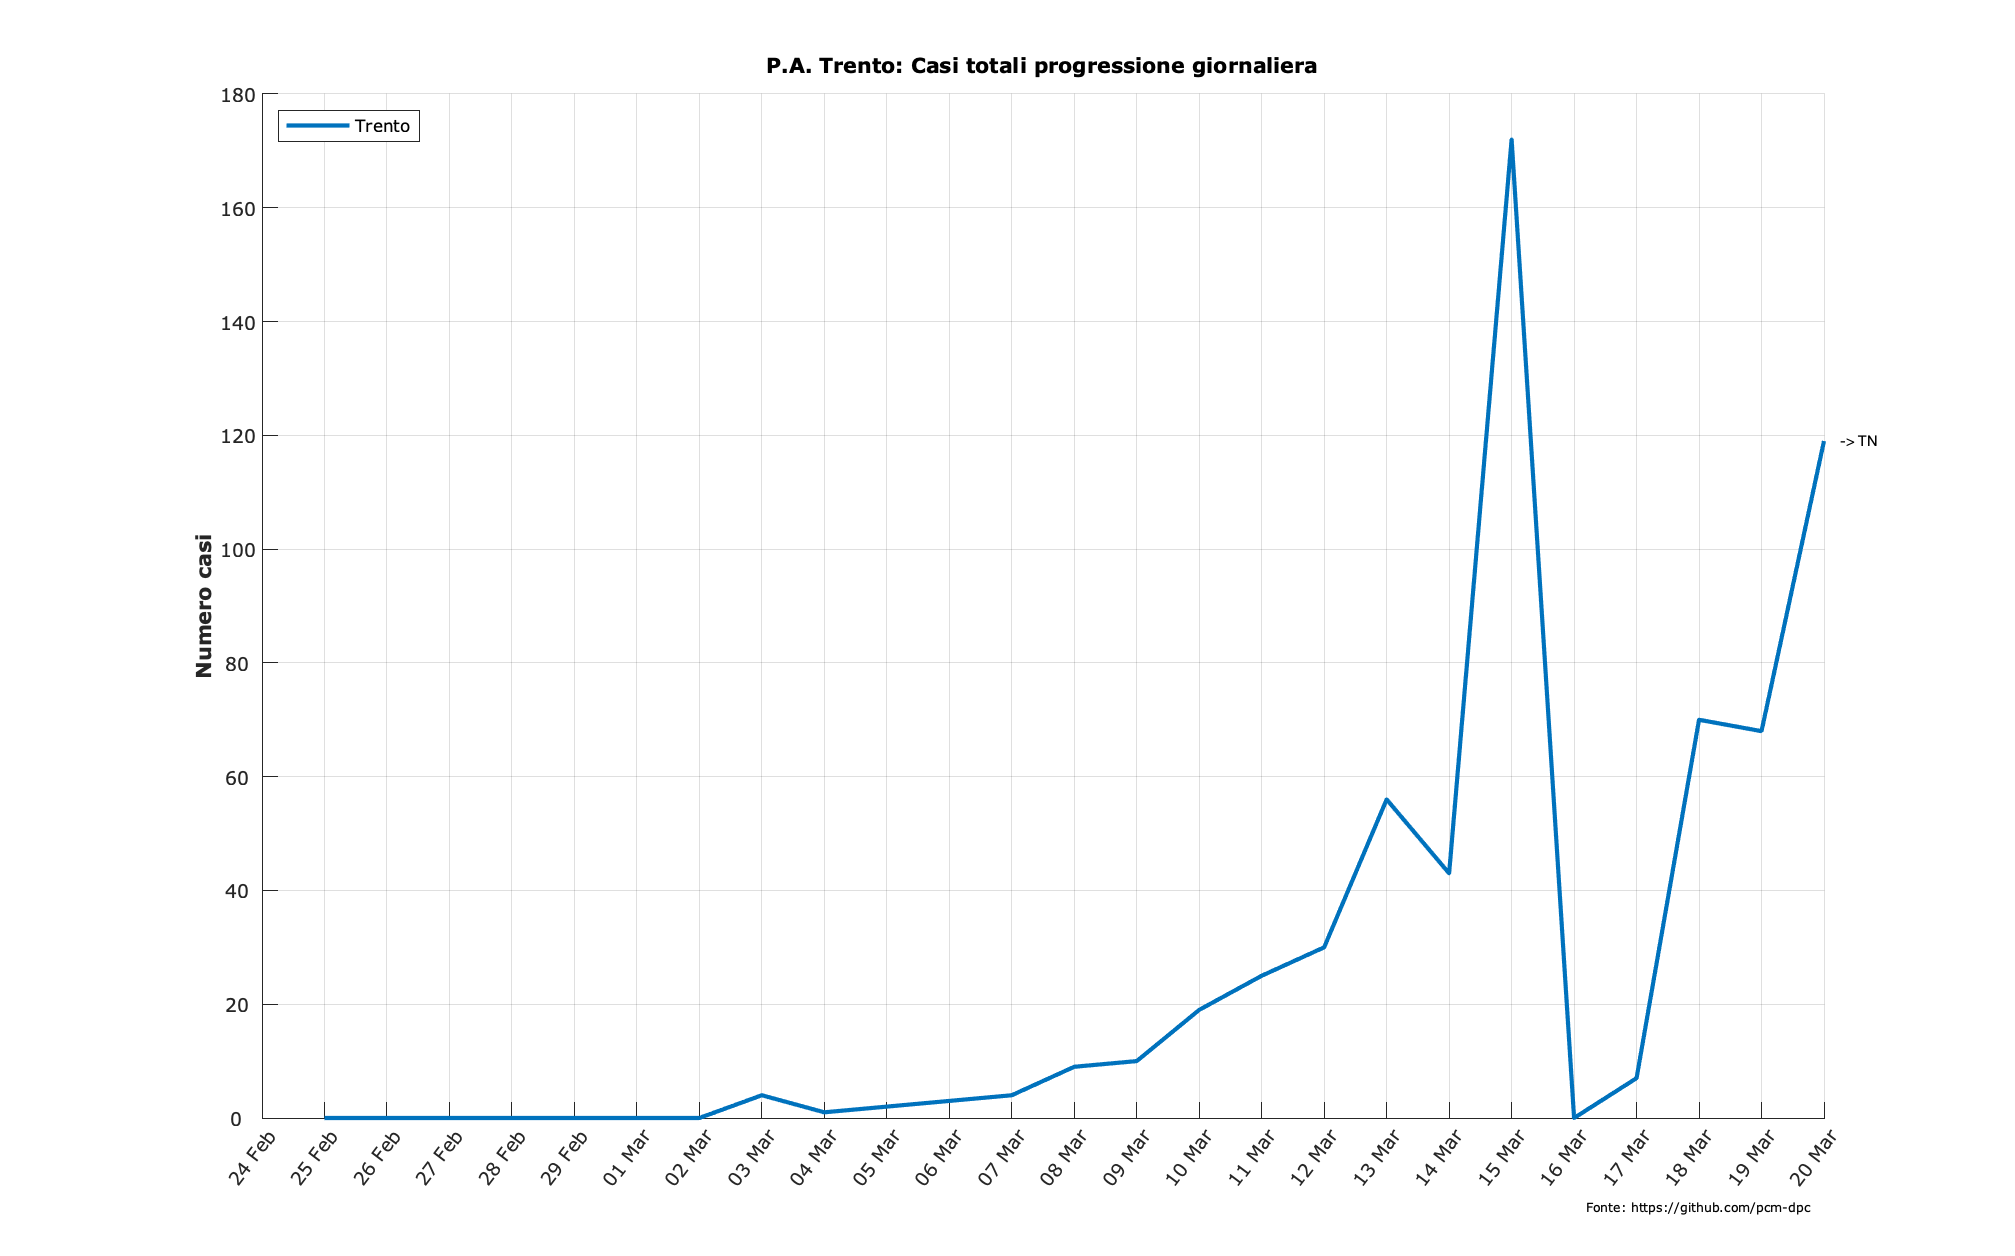 P.A. Trento: Casi totali progressione giornaliera
Trento
Numero casi
180
160
140
120
100
80
60
40
20
0
-> TN
24 Feb
25 Feb
26 Feb
27 Feb
28 Feb
29 Feb
01 Mar
02 Mar
03 Mar
04 Mar
05 Mar
06 Mar
07 Mar
08 Mar
09 Mar
10 Mar
11 Mar
12 Mar
13 Mar
14 Mar
15 Mar
16 Mar
17 Mar
18 Mar
19 Mar
20 Mar
Fonte: https://github.com/pcm-dpc